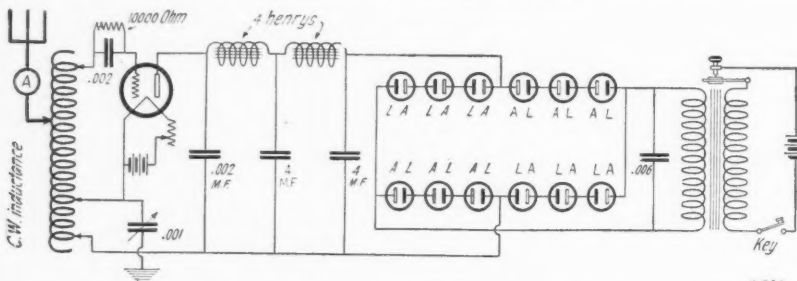 10000 Ohm
4 henrys
A
.002
L A L A L A A L A L A L
C.W. inductance
.002
M.F.
4
M.F.
4
M.F.
A L A L A L L A L A L A
.006
.001
Key